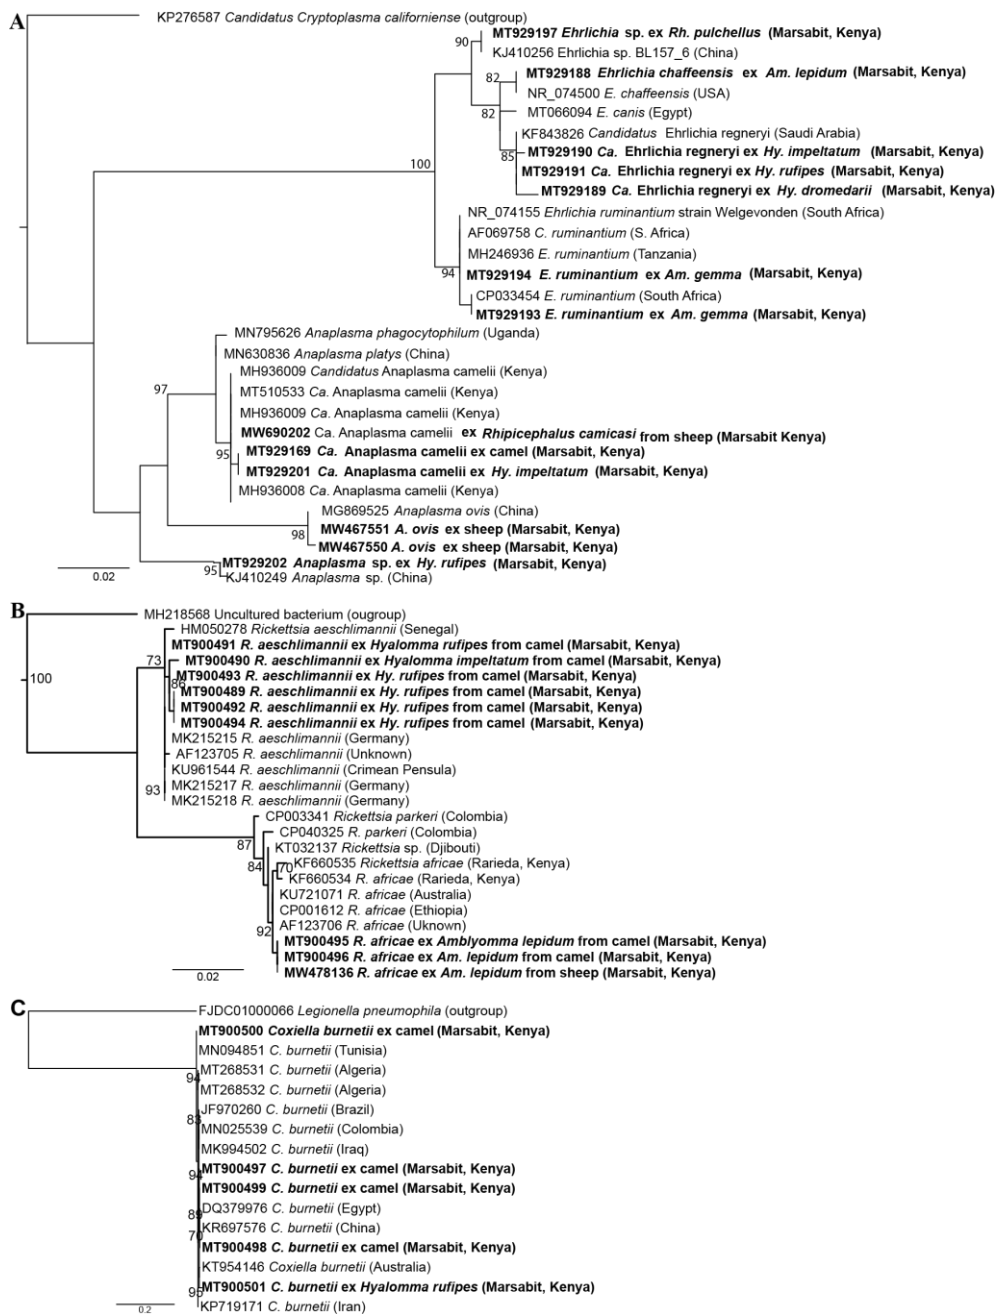 A
KP276587 Candidatus Cryptoplasma californiense (outgroup)
MT929197 Ehrlichia sp. ex Rh. pulchellus (Marsabit, Kenya)
90
KJ410256 Ehrlichia sp. BL157_6 (China)
MT929188 Ehrlichia chaffeensis ex Am. lepidum (Marsabit, Kenya)
82
NR_074500 E. chaffeensis (USA)
82
MT066094 E. canis (Egypt)
KF843826 Candidatus Ehrlichia regneryi (Saudi Arabia)
MT929190 Ca. Ehrlichia regneryi ex Hy. impeltatum (Marsabit, Kenya)
85
100
MT929191 Ca. Ehrlichia regneryi ex Hy. rufipes (Marsabit, Kenya)
MT929189 Ca. Ehrlichia regneryi ex Hy. dromedarii (Marsabit, Kenya)
NR_074155 Ehrlichia ruminantium strain Welgevonden (South Africa)
AF069758 C. ruminantium (S. Africa)
MH246936 E. ruminantium (Tanzania)
94
MT929194 E. ruminantium ex Am. gemma (Marsabit, Kenya)
CP033454 E. ruminantium (South Africa)
MT929193 E. ruminantium ex Am. gemma (Marsabit, Kenya)
MN795626 Anaplasma phagocytophilum (Uganda)
MN630836 Anaplasma platys (China)
MH936009 Candidatus Anaplasma camelii (Kenya)
97
MT510533 Ca. Anaplasma camelii (Kenya)
MH936009 Ca. Anaplasma camelii (Kenya)
MW690202 Ca. Anaplasma camelii ex Rhipicephalus camicasi from sheep (Marsabit Kenya)
95
MT929169 Ca. Anaplasma camelii ex camel (Marsabit, Kenya)
MT929201 Ca. Anaplasma camelii ex Hy. impeltatum (Marsabit, Kenya)
MH936008 Ca. Anaplasma camelii (Kenya)
MG869525 Anaplasma ovis (China)
MW467551 A. ovis ex sheep (Marsabit, Kenya)
98
MW467550 A. ovis ex sheep (Marsabit, Kenya)
MT929202 Anaplasma sp. ex Hy. rufipes (Marsabit, Kenya)
95
KJ410249 Anaplasma sp. (China)
0.02
B
MH218568 Uncultured bacterium (ougroup)
HM050278 Rickettsia aeschlimannii (Senegal)
MT900491 R. aeschlimannii ex Hyalomma rufipes from camel (Marsabit, Kenya)
73
MT900490 R. aeschlimannii ex Hyalomma impeltatum from camel (Marsabit, Kenya)
100
MT900493 R. aeschlimannii ex Hy. rufipes from camel (Marsabit, Kenya)
86
MT900489 R. aeschlimannii ex Hy. rufipes from camel (Marsabit, Kenya)
MT900492 R. aeschlimannii ex Hy. rufipes from camel (Marsabit, Kenya)
MT900494 R. aeschlimannii ex Hy. rufipes from camel (Marsabit, Kenya)
MK215215 R. aeschlimannii (Germany)
AF123705 R. aeschlimannii (Unknown)
KU961544 R. aeschlimannii (Crimean Pensula)
93
MK215217 R. aeschlimannii (Germany)
MK215218 R. aeschlimannii (Germany)
CP003341 Rickettsia parkeri (Colombia)
CP040325 R. parkeri (Colombia)
87
KT032137 Rickettsia sp. (Djibouti)
84
70
KF660535 Rickettsia africae (Rarieda, Kenya)
KF660534 R. africae (Rarieda, Kenya)
KU721071 R. africae (Australia)
CP001612 R. africae (Ethiopia)
AF123706 R. africae (Uknown)
92
MT900495 R. africae ex Amblyomma lepidum from camel (Marsabit, Kenya)
MT900496 R. africae ex Am. lepidum from camel (Marsabit, Kenya)
MW478136 R. africae ex Am. lepidum from sheep (Marsabit, Kenya)
0.02
C
FJDC01000066 Legionella pneumophila (outgroup)
MT900500 Coxiella burnetii ex camel (Marsabit, Kenya)
MN094851 C. burnetii (Tunisia)
MT268531 C. burnetii (Algeria)
94
MT268532 C. burnetii (Algeria)
JF970260 C. burnetii (Brazil)
83
MN025539 C. burnetii (Colombia)
MK994502 C. burnetii (Iraq)
MT900497 C. burnetii ex camel (Marsabit, Kenya)
94
MT900499 C. burnetii ex camel (Marsabit, Kenya)
DQ379976 C. burnetii (Egypt)
89
KR697576 C. burnetii (China)
70
MT900498 C. burnetii ex camel (Marsabit, Kenya)
KT954146 Coxiella burnetii (Australia)
MT900501 C. burnetii ex Hyalomma rufipes (Marsabit, Kenya)
95
KP719171 C. burnetii (Iran)
0.2